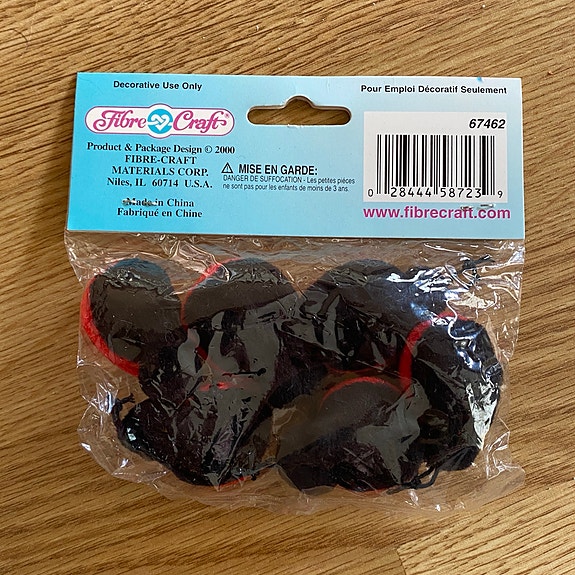 Decorative Use Only
Pour Emploi Décoratif Seulement
Fibre Craft®
67462
Product & Package Design © 2000
FIBRE-CRAFT
MATERIALS CORP.
Niles, IL 60714 U.S.A.
Made in China
Fabriqué en Chine
⚠ MISE EN GARDE:
DANGER DE SUFFOCATION - Les petites pièces
ne sont pas pour les enfants de moins de 3 ans.
0 28444 58723 9
www.fibrecraft.com